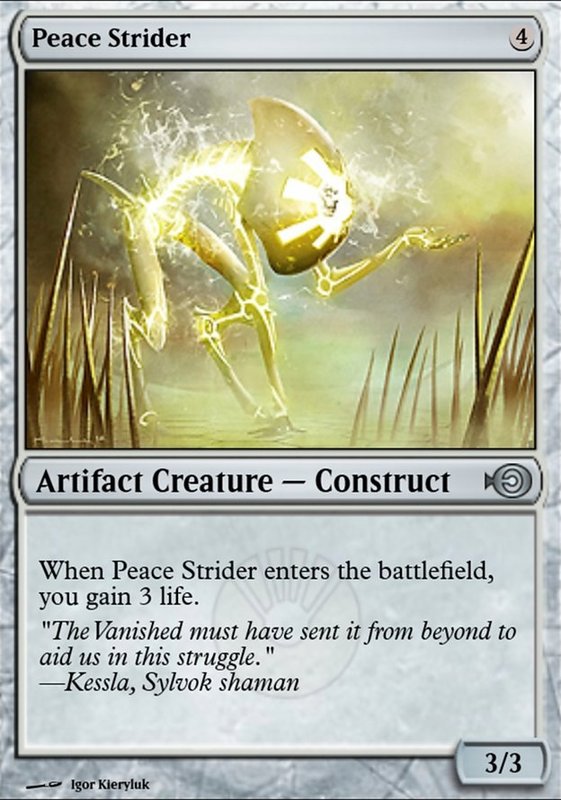 Peace Strider
4
Artifact Creature — Construct
When Peace Strider enters the battlefield,
you gain 3 life.
"The Vanished must have sent it from beyond to
aid us in this struggle."
—Kessla, Sylvok shaman
3/3
Igor Kieryluk